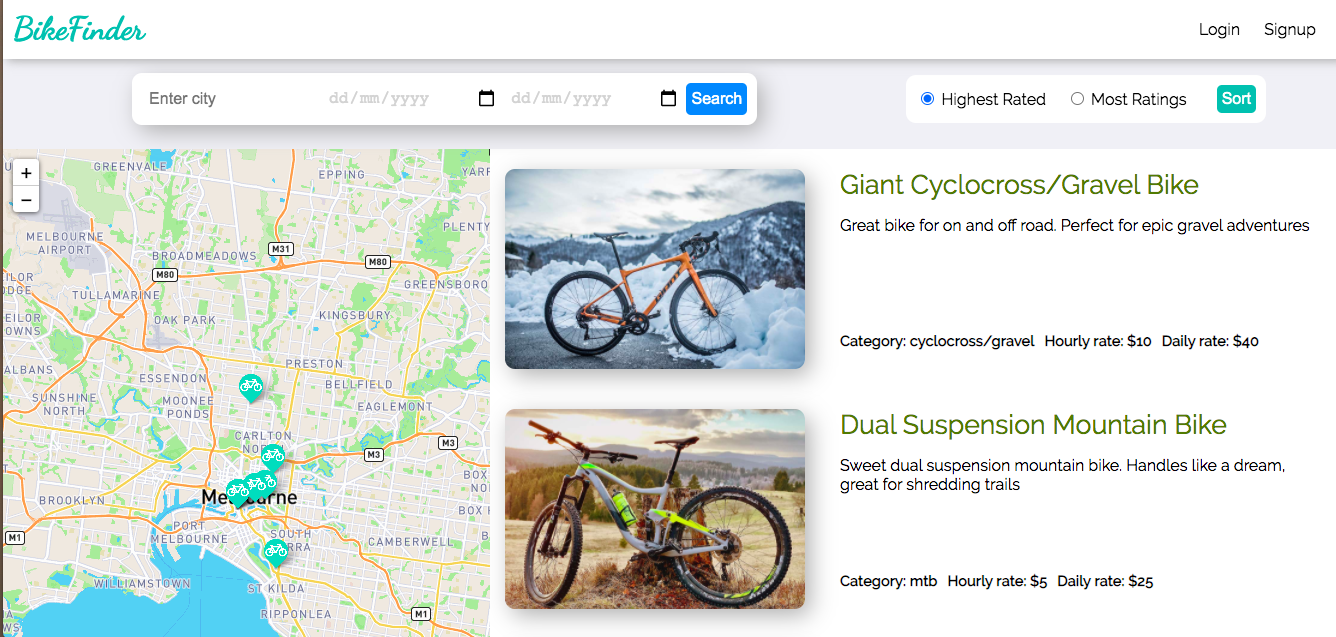 BikeFinder
Login Signup
Enter city dd/mm/yyyy dd/mm/yyyy Search
Highest Rated Most Ratings Sort
+
−
GREENVALE
EPPING
PLENTY
MELBOURNE
AIRPORT
M31
BROADMEADOWS
M80
M80
TULLAMARINE
GREENSBORO
OAK PARK
KINGSBURY
PRESTON
ALBANS
ESSENDON
BELLFIELD
SUNSHINE
NORTH
MOONEE
PONDS
EAGLEMONT
CARLTON
M3
M3
BROOKLYN
PORT
MELBOURNE
M1
SOUTH
CAMBERWELL
WILLIAMSTOWN
ST KILDA
RIPPONLEA
M1
Giant Cyclocross/Gravel Bike
Great bike for on and off road. Perfect for epic gravel adventures
Category: cyclocross/gravel Hourly rate: $10 Daily rate: $40
Dual Suspension Mountain Bike
Sweet dual suspension mountain bike. Handles like a dream,
great for shredding trails
Category: mtb Hourly rate: $5 Daily rate: $25